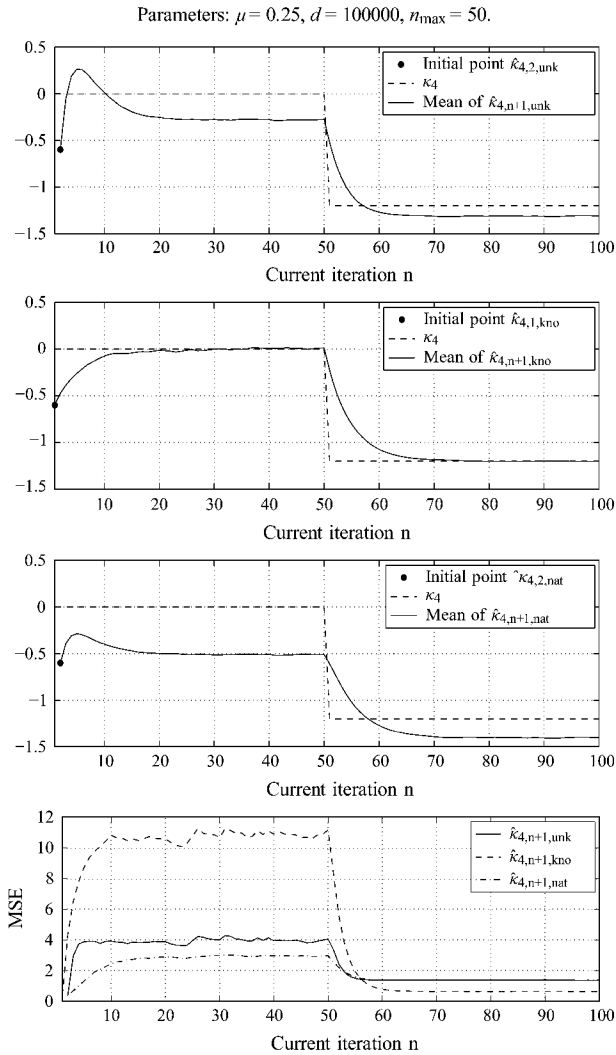 Parameters: μ = 0.25, d = 100000, nmax = 50.
0.5
0
−0.5
−1
−1.5
Initial point κ̂4,2,unk
κ4
Mean of κ̂4,n+1,unk
10 20 30 40 50 60 70 80 90 100
Current iteration n
0.5
0
−0.5
−1
−1.5
Initial point κ̂4,1,kno
κ4
Mean of κ̂4,n+1,kno
10 20 30 40 50 60 70 80 90 100
Current iteration n
0.5
0
−0.5
−1
−1.5
Initial point ˆκ4,2,nat
κ4
Mean of κ̂4,n+1,nat
10 20 30 40 50 60 70 80 90 100
Current iteration n
12
10
8
6
4
2
0
MSE
κ̂4,n+1,unk
κ̂4,n+1,kno
κ̂4,n+1,nat
10 20 30 40 50 60 70 80 90 100
Current iteration n